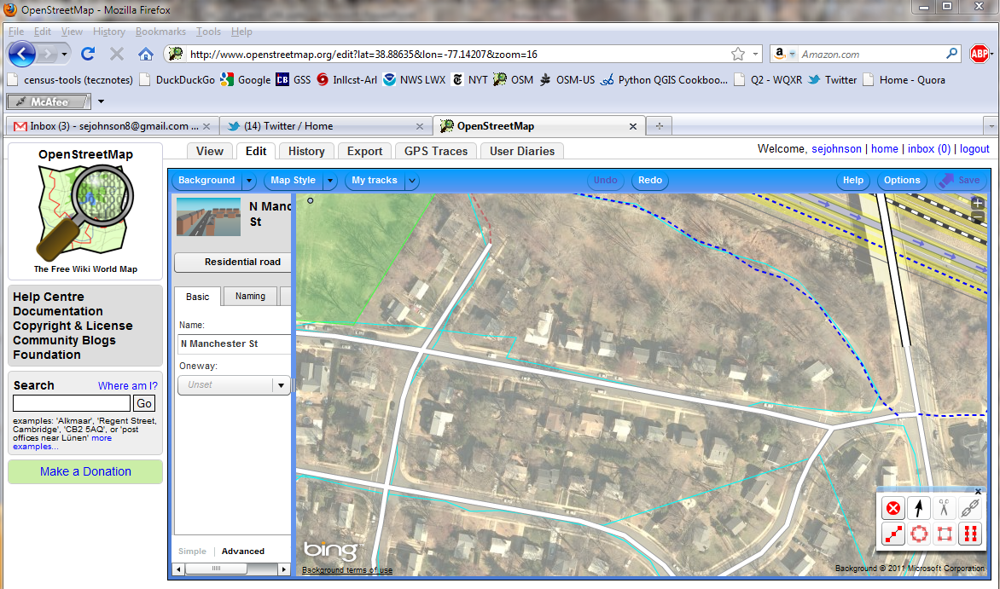 OpenStreetMap - Mozilla Firefox
File Edit View History Bookmarks Tools Help
http://www.openstreetmap.org/edit?lat=38.88635&lon=-77.14207&zoom=16
a Amazon.com
ABP
census-tools (tecznotes) DuckDuckGo Google CB GSS Inllcst-Arl NWS LWX T NYT OSM OSM-US Python QGIS Cookboo... Q2 - WQXR Twitter Home - Quora
McAfee
Inbox (3) - sejohnson8@gmail.com ... (14) Twitter / Home OpenStreetMap
View Edit History Export GPS Traces User Diaries
Welcome, sejohnson | home | inbox (0) | logout
OpenStreetMap
The Free Wiki World Map
Help Centre
Documentation
Copyright & License
Community Blogs
Foundation
Search Where am I?
Go
examples: 'Alkmaar', 'Regent Street,
Cambridge', 'CB2 5AQ', or 'post
offices near Lünen' more
examples...
Make a Donation
Background Map Style My tracks Undo Redo Help Options Save
N Manc
St
Residential road
Basic Naming
Name:
N Manchester St
Oneway:
Unset
Simple | Advanced
bing
Background terms of use
Background © 2011 Microsoft Corporation